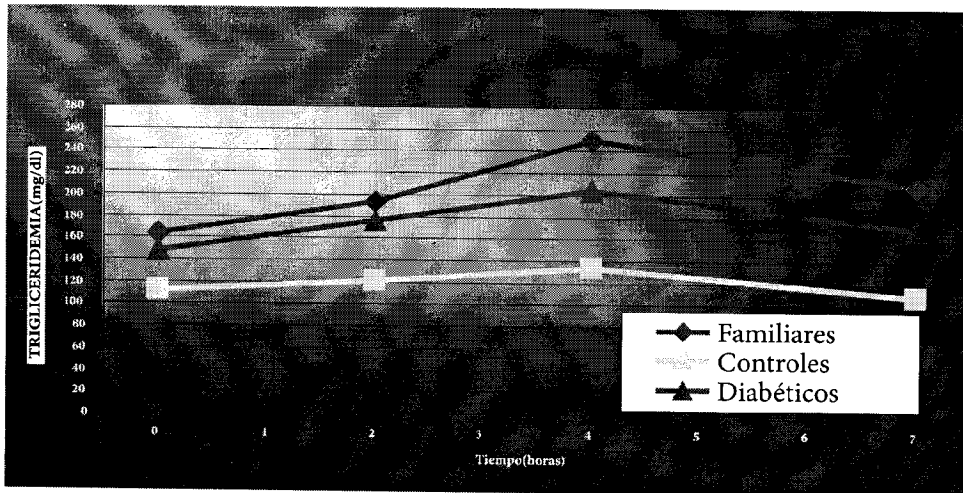 280
260
240
220
200
180
160
140
120
100
80
60
40
20
0
TRIGLICERIDEMIA(mg/dl)
Familiares
Controles
Diabéticos
0 1 2 3 4 5 6 7
Tiempo(horas)